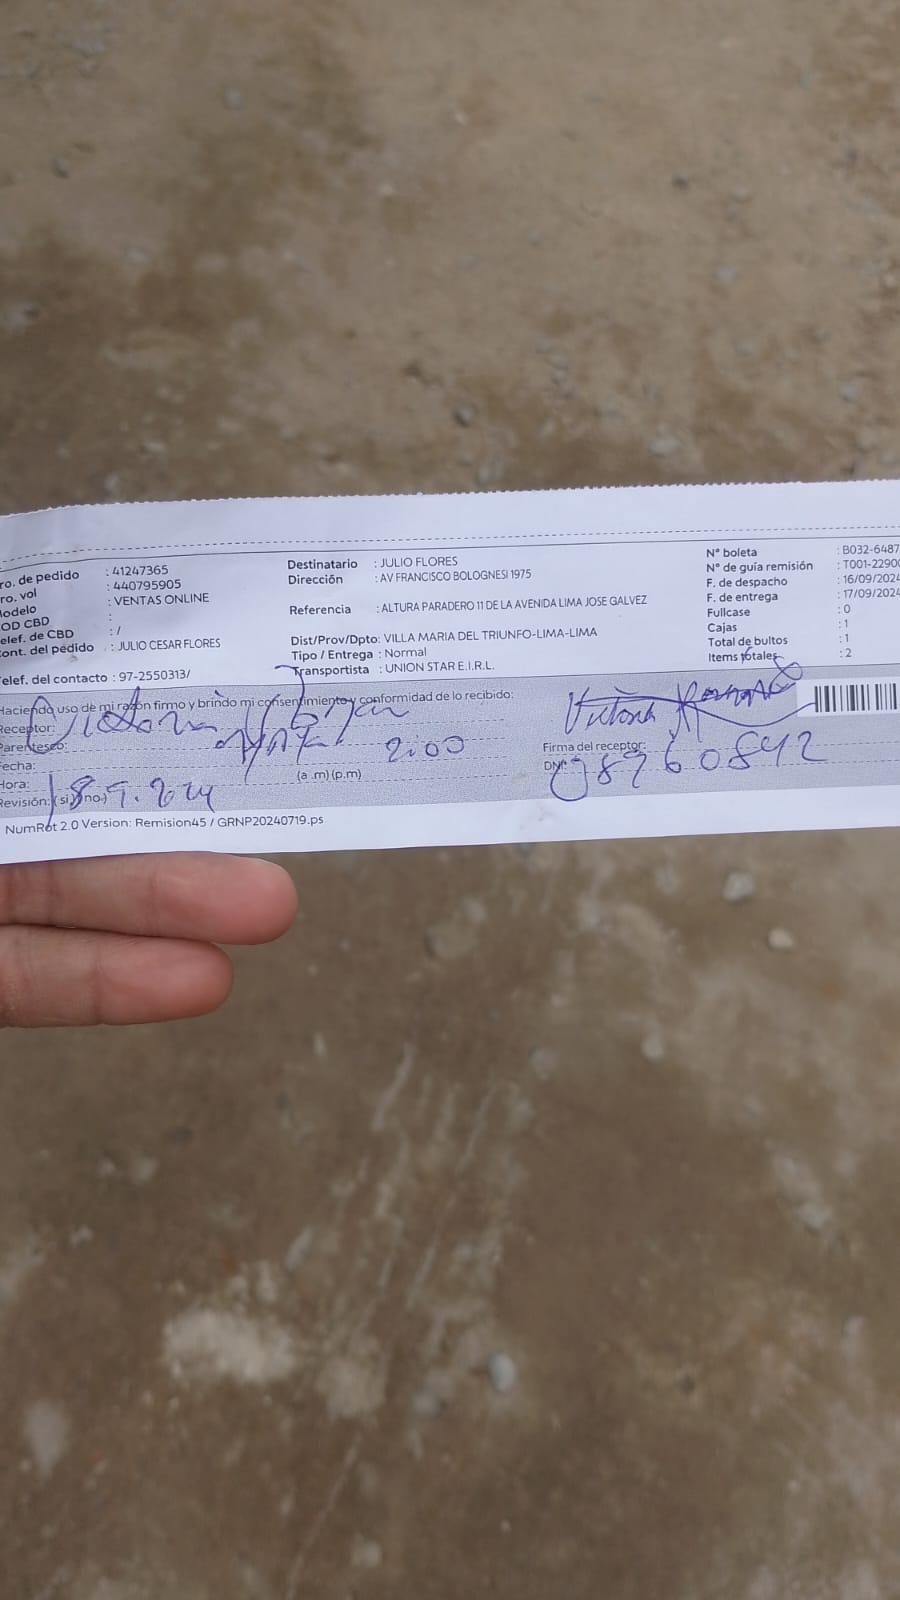 ro. de pedido : 41247365
ro. vol : 440795905
odelo : VENTAS ONLINE
OD CBD :
elef. de CBD : /
ont. del pedido : JULIO CESAR FLORES
elef. del contacto : 97-2550313/
Destinatario : JULIO FLORES
Dirección : AV FRANCISCO BOLOGNESI 1975
Referencia : ALTURA PARADERO 11 DE LA AVENIDA LIMA JOSE GALVEZ
Dist/Prov/Dpto: VILLA MARIA DEL TRIUNFO-LIMA-LIMA
Tipo / Entrega : Normal
Transportista : UNION STAR E.I.R.L.
N° boleta : B032-6487
N° de guía remisión : T001-2290
F. de despacho : 16/09/2024
F. de entrega : 17/09/2024
Fullcase : 0
Cajas : 1
Total de bultos : 1
Items totales : 2
Haciendo uso de mi razón firmo y brindo mi consentimiento y conformidad de lo recibido:
Receptor: Victoria
Parentesco:
Fecha:
Hora: (a .m) (p.m) 2:00
Revisión: ( si ) ( no )
Victoria
Firma del receptor:
DNI: 08960842
NumRot 2.0 Version: Remision45 / GRNP20240719.ps